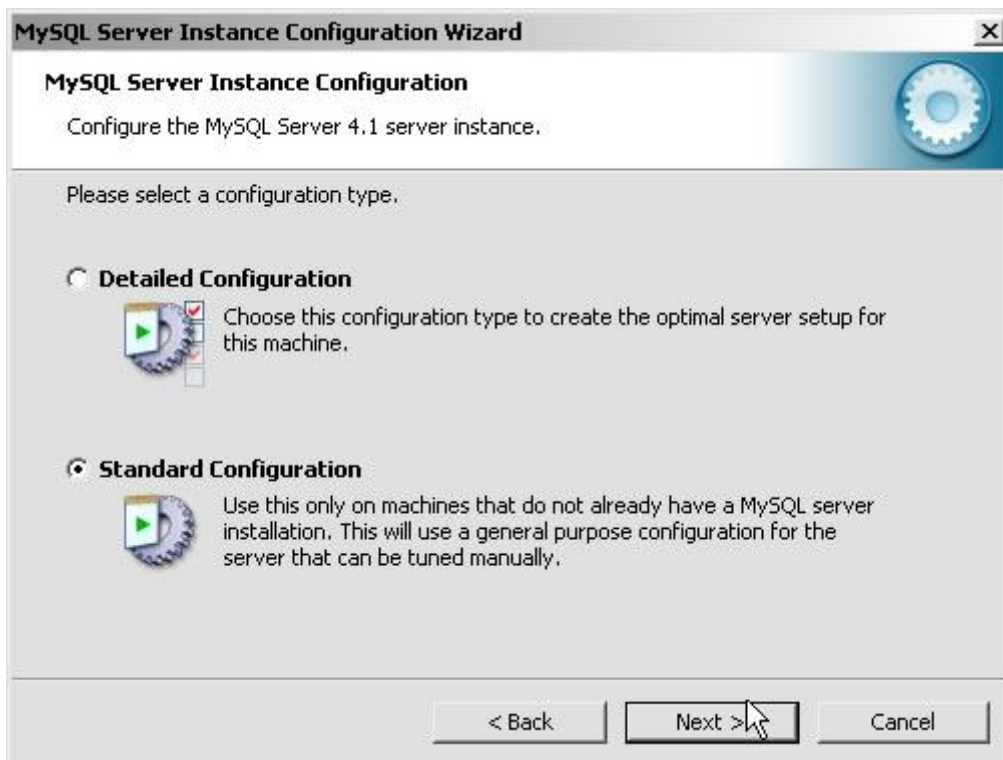 MySQL Server Instance Configuration Wizard
MySQL Server Instance Configuration
Configure the MySQL Server 4.1 server instance.
Please select a configuration type.
Detailed Configuration
Choose this configuration type to create the optimal server setup for
this machine.
Standard Configuration
Use this only on machines that do not already have a MySQL server
installation. This will use a general purpose configuration for the
server that can be tuned manually.
< Back
Next >
Cancel